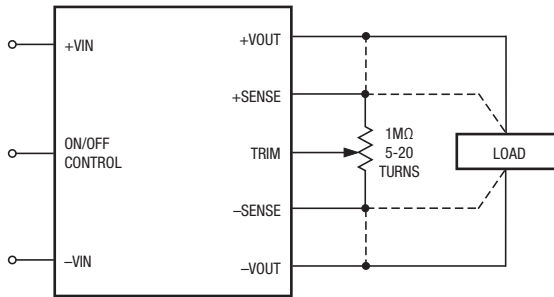 +VIN
ON/OFF
CONTROL
–VIN
+VOUT
+SENSE
TRIM
–SENSE
–VOUT
1MΩ
5-20
TURNS
LOAD